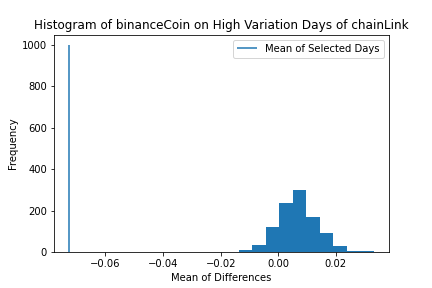 Histogram of binanceCoin on High Variation Days of chainLink
Mean of Selected Days
1000
800
600
400
200
0
Frequency
−0.06 −0.04 −0.02 0.00 0.02
Mean of Differences